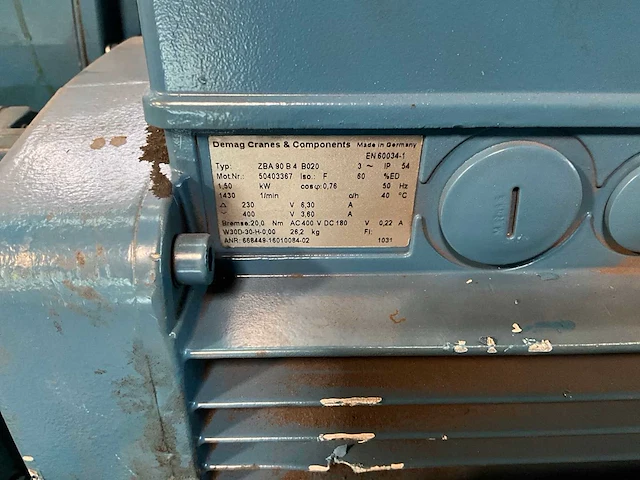 Demag Cranes & Components Made in Germany
EN 60034-1
Typ: ZBA 90 B 4 B020 3 ~ IP 54
Mot.Nr.: 50403367 Iso.: F 60 %ED
1,50 kW cosφ: 0,76 50 Hz
1430 1/min c/h 40 °C
△ 230 V 6,30 A
400 V 3,60 A
Bremse: 20,0 Nm AC 400 V DC 180 V 0,22 A
W30D-30-H-0,00 26,2 kg Fl:
ANR: 668449-16010084-02 1031